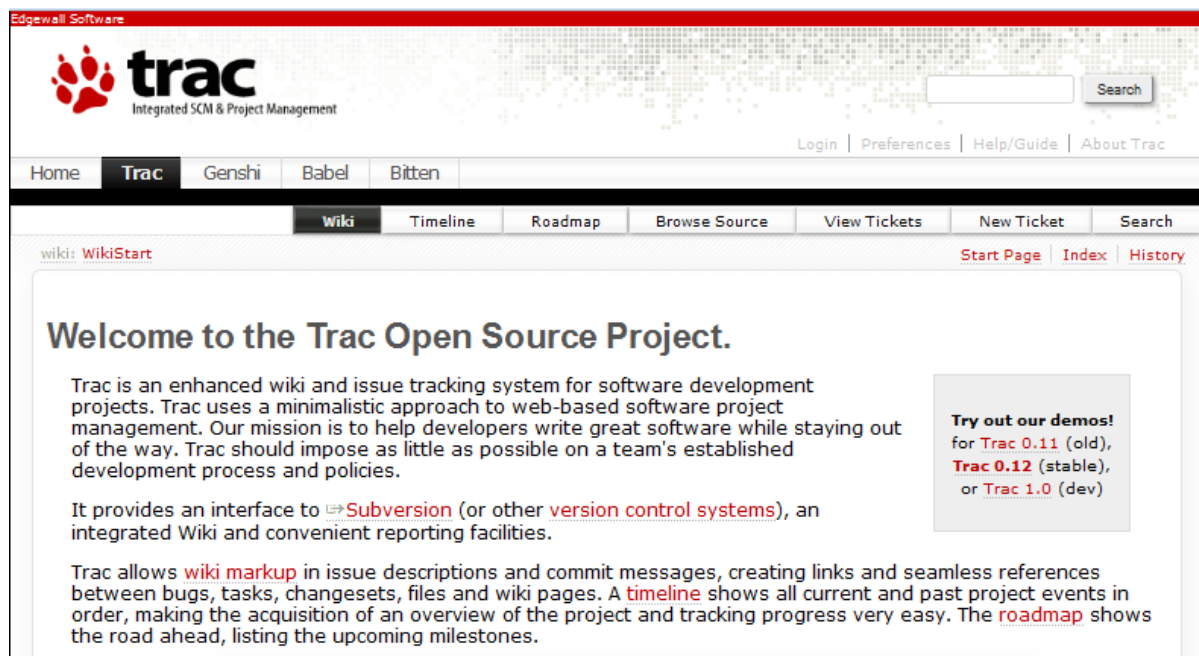 Edgewall Software
trac
Integrated SCM & Project Management
Search
Login | Preferences | Help/Guide | About Trac
Home Trac Genshi Babel Bitten
Wiki Timeline Roadmap Browse Source View Tickets New Ticket Search
wiki: WikiStart
Start Page | Index | History
Welcome to the Trac Open Source Project.
Trac is an enhanced wiki and issue tracking system for software development
projects. Trac uses a minimalistic approach to web-based software project
management. Our mission is to help developers write great software while staying out
of the way. Trac should impose as little as possible on a team's established
development process and policies.
Try out our demos!
for Trac 0.11 (old),
Trac 0.12 (stable),
or Trac 1.0 (dev)
It provides an interface to Subversion (or other version control systems), an
integrated Wiki and convenient reporting facilities.
Trac allows wiki markup in issue descriptions and commit messages, creating links and seamless references
between bugs, tasks, changesets, files and wiki pages. A timeline shows all current and past project events in
order, making the acquisition of an overview of the project and tracking progress very easy. The roadmap shows
the road ahead, listing the upcoming milestones.